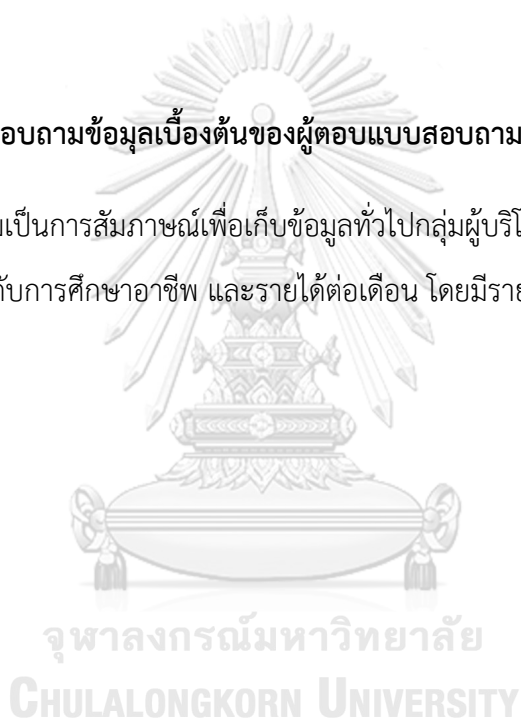 อบถามข้อมูลเบื้องต้นของผู้ตอบแบบสอบถาม
เป็นการสัมภาษณ์เพื่อเก็บข้อมูลทั่วไปกลุ่มผู้บริโ
ับการศึกษาอาชีพ และรายได้ต่อเดือน โดยมีราย
จุฬาลงกรณ์มหาวิทยาลัย
CHULALONGKORN UNIVERSITY